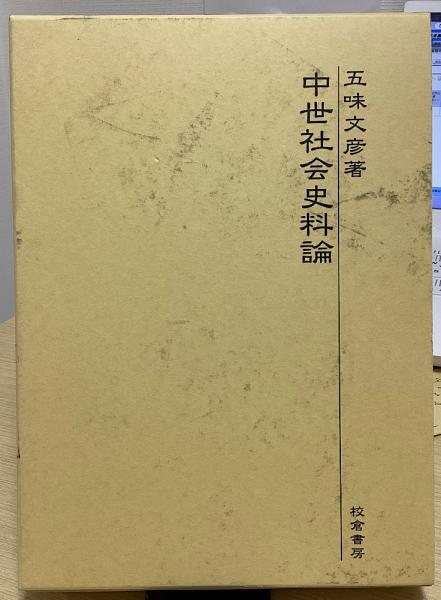 五味文彦著
中世社会史料論
校倉書房